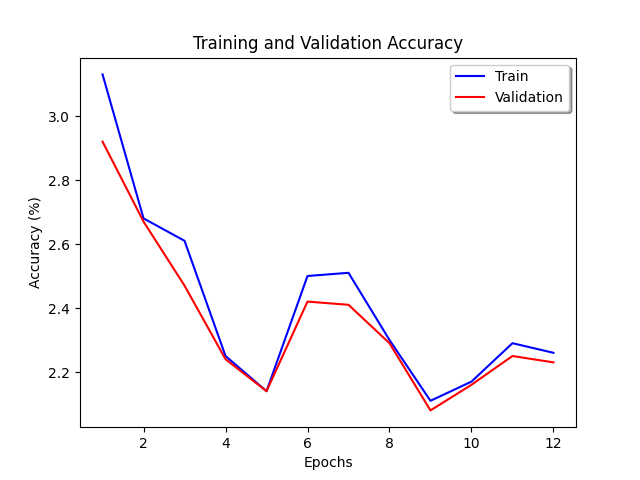 Training and Validation Accuracy
Train
Validation
Accuracy (%)
3.0
2.8
2.6
2.4
2.2
2 4 6 8 10 12
Epochs